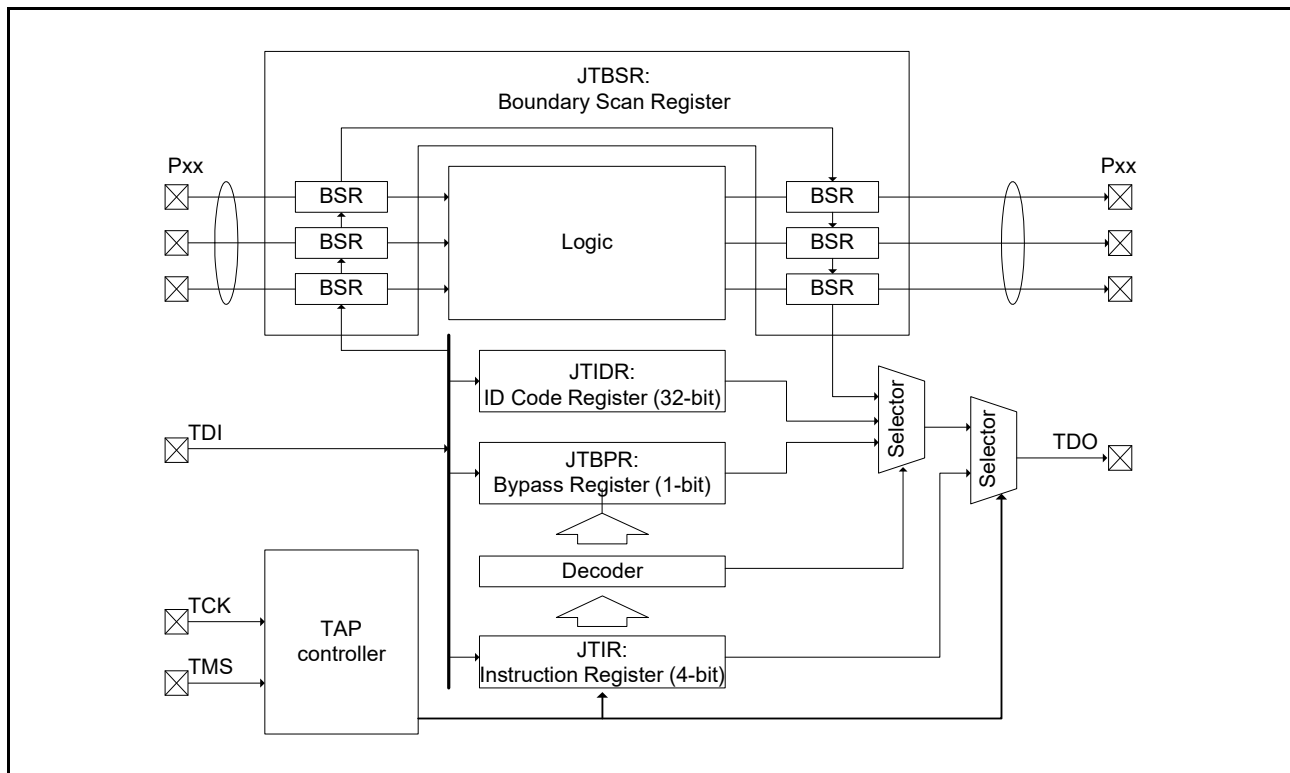 JTBSR:
Boundary Scan Register
Pxx
Pxx
BSR
BSR
BSR
Logic
BSR
BSR
BSR
JTIDR:
ID Code Register (32-bit)
TDI
JTBPR:
Bypass Register (1-bit)
Selector
Selector
TDO
Decoder
TCK
TMS
TAP
controller
JTIR:
Instruction Register (4-bit)